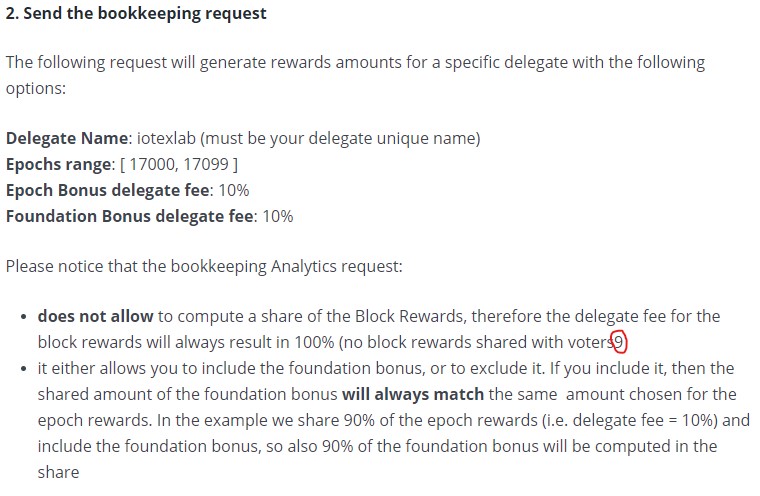 2. Send the bookkeeping request
The following request will generate rewards amounts for a specific delegate with the following
options:
Delegate Name: iotexlab (must be your delegate unique name)
Epochs range: [ 17000, 17099 ]
Epoch Bonus delegate fee: 10%
Foundation Bonus delegate fee: 10%
Please notice that the bookkeeping Analytics request:
• does not allow to compute a share of the Block Rewards, therefore the delegate fee for the
block rewards will always result in 100% (no block rewards shared with voters9)
• it either allows you to include the foundation bonus, or to exclude it. If you include it, then the
shared amount of the foundation bonus will always match the same  amount chosen for the
epoch rewards. In the example we share 90% of the epoch rewards (i.e. delegate fee = 10%) and
include the foundation bonus, so also 90% of the foundation bonus will be computed in the
share